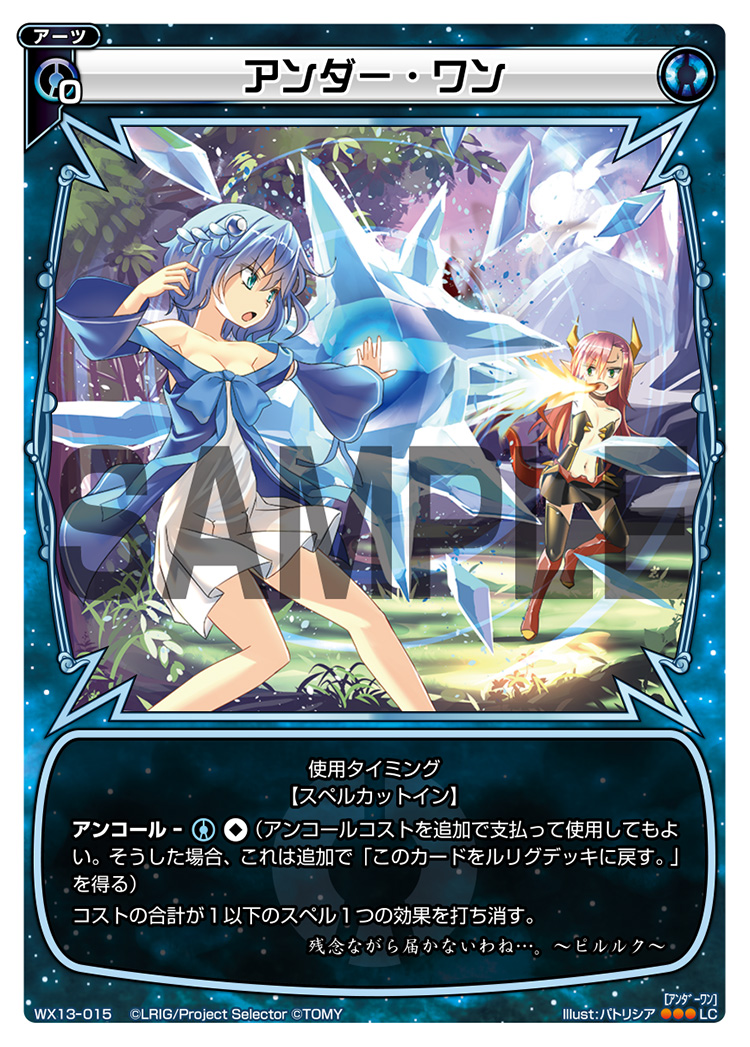 アーツ
アンダー・ワン
0
SAMPLE
使用タイミング
【スペルカットイン】
アンコール - (アンコールコストを追加で支払って使用してもよ
い。そうした場合、これは追加で「このカードをルリグデッキに戻す。」
を得る)
コストの合計が1以下のスペル1つの効果を打ち消す。
残念ながら届かないわね…。~ピルルク~
[アンダーワン]
WX13-015 ©LRIG/Project Selector ©TOMY Illust:パトリシア LC